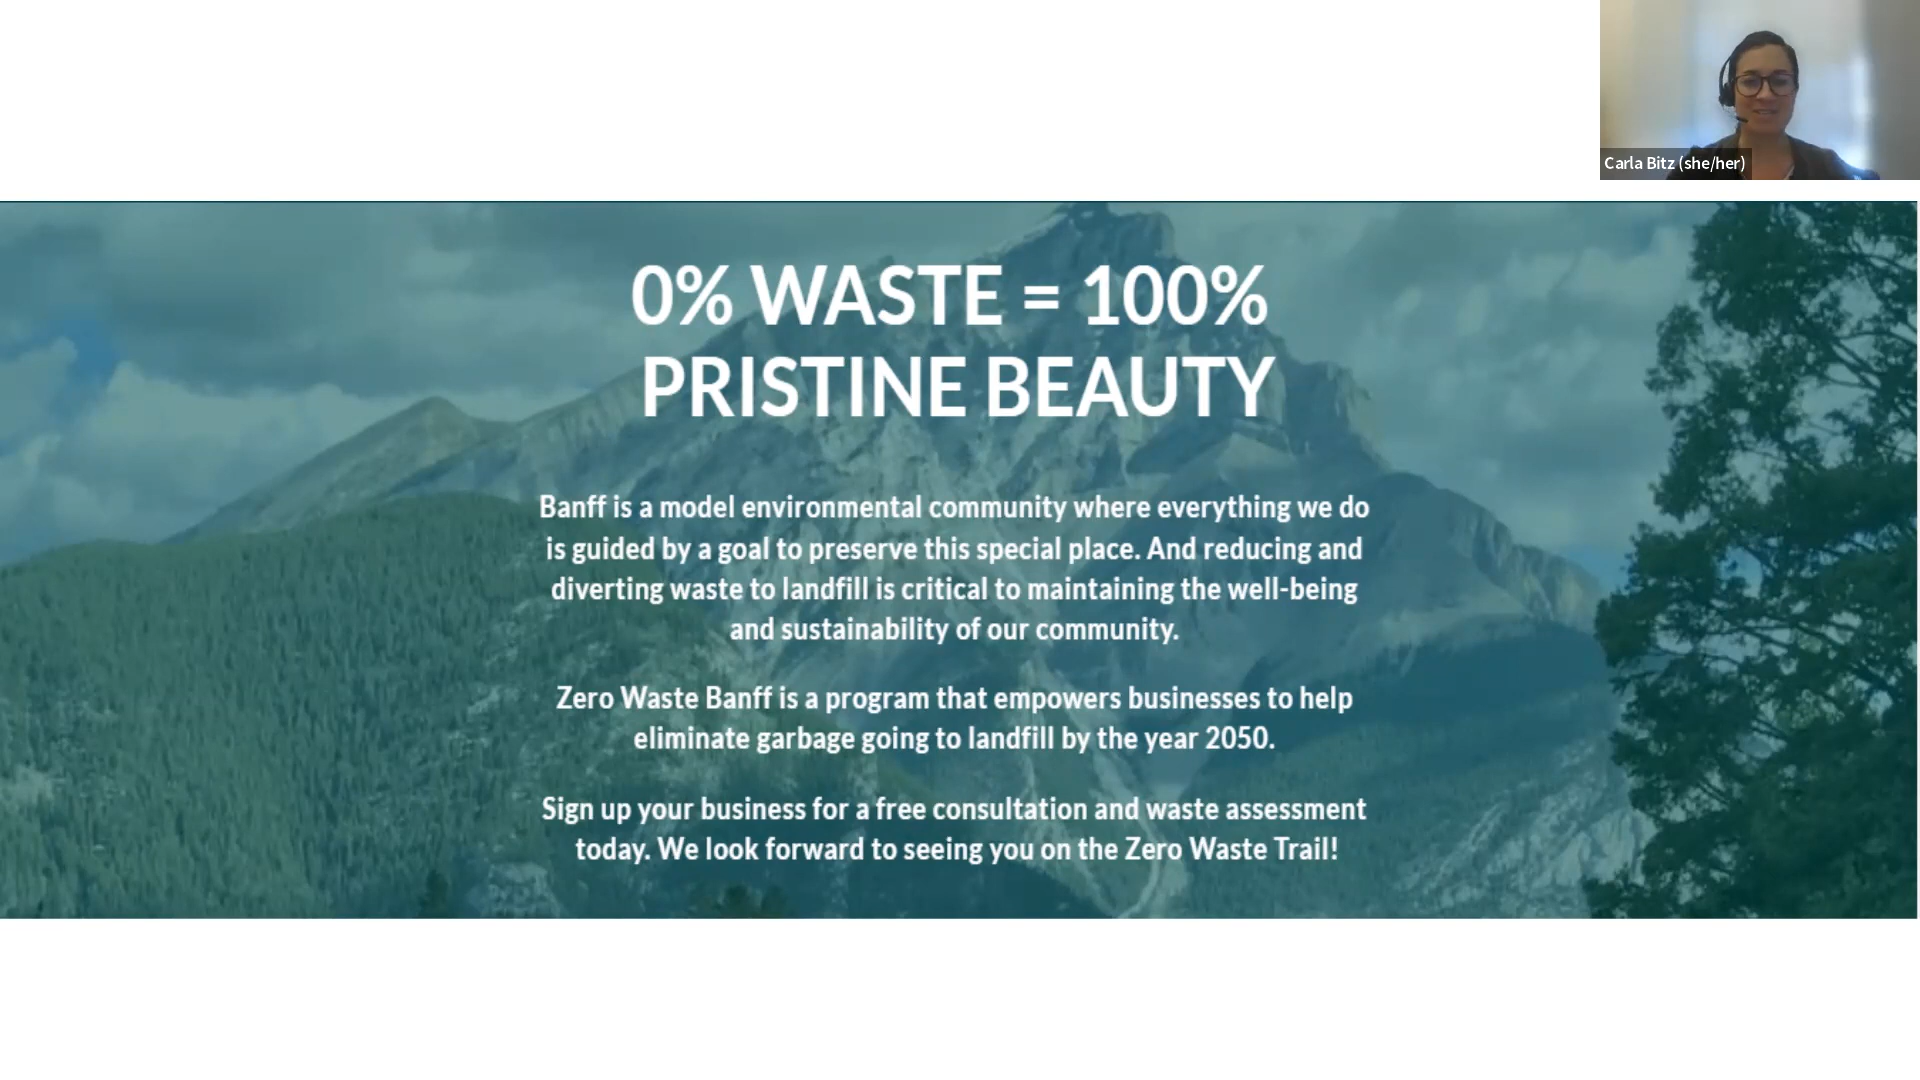 Carla Bitz (she/her)
0% WASTE = 100%
PRISTINE BEAUTY
Banff is a model environmental community where everything we do
is guided by a goal to preserve this special place. And reducing and
diverting waste to landfill is critical to maintaining the well-being
and sustainability of our community.
Zero Waste Banff is a program that empowers businesses to help
eliminate garbage going to landfill by the year 2050.
Sign up your business for a free consultation and waste assessment
today. We look forward to seeing you on the Zero Waste Trail!